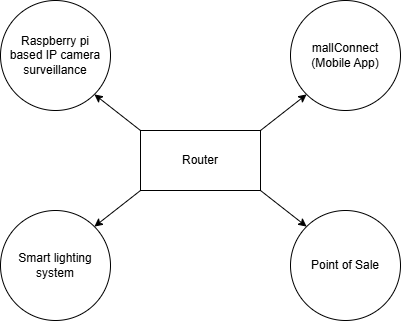 Raspberry pi
based IP camera
surveillance
mallConnect
(Mobile App)
Router
Smart lighting
system
Point of Sale